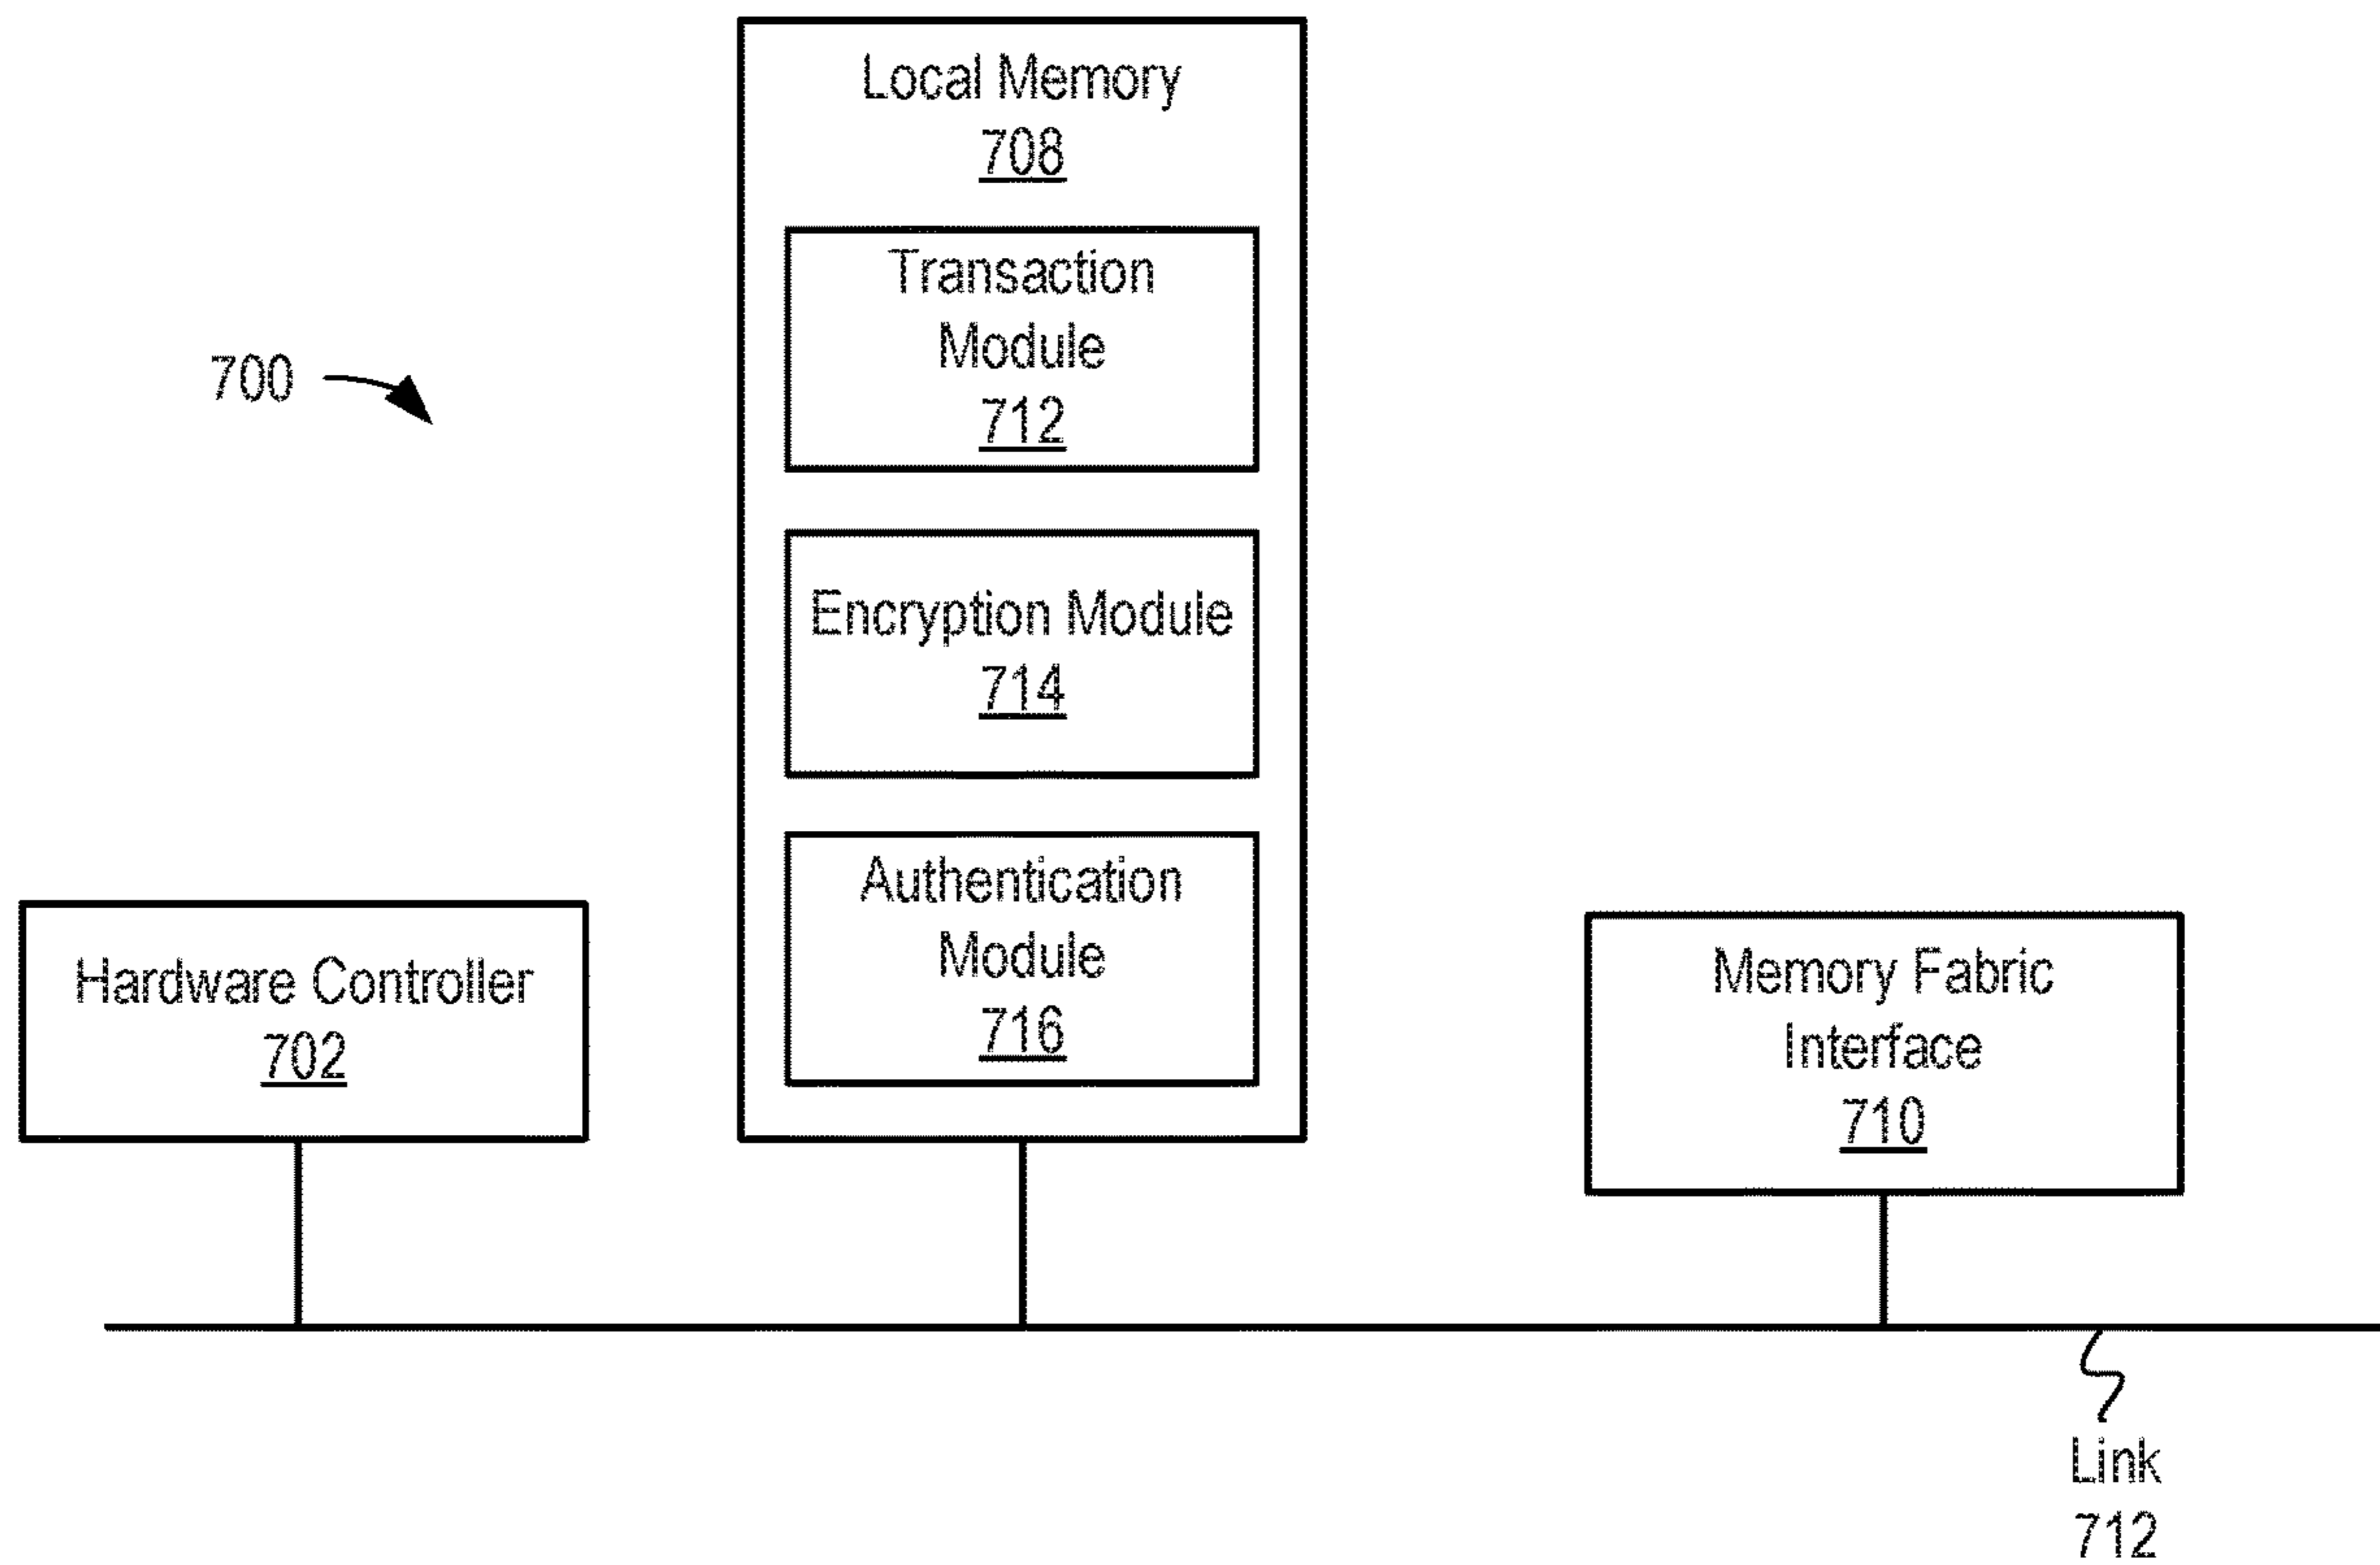 Local Memory
708
Transaction
Module
712
700
Encryption Module
714
Authentication
Module
716
Hardware Controller
702
Memory Fabric
Interface
710
Link
712